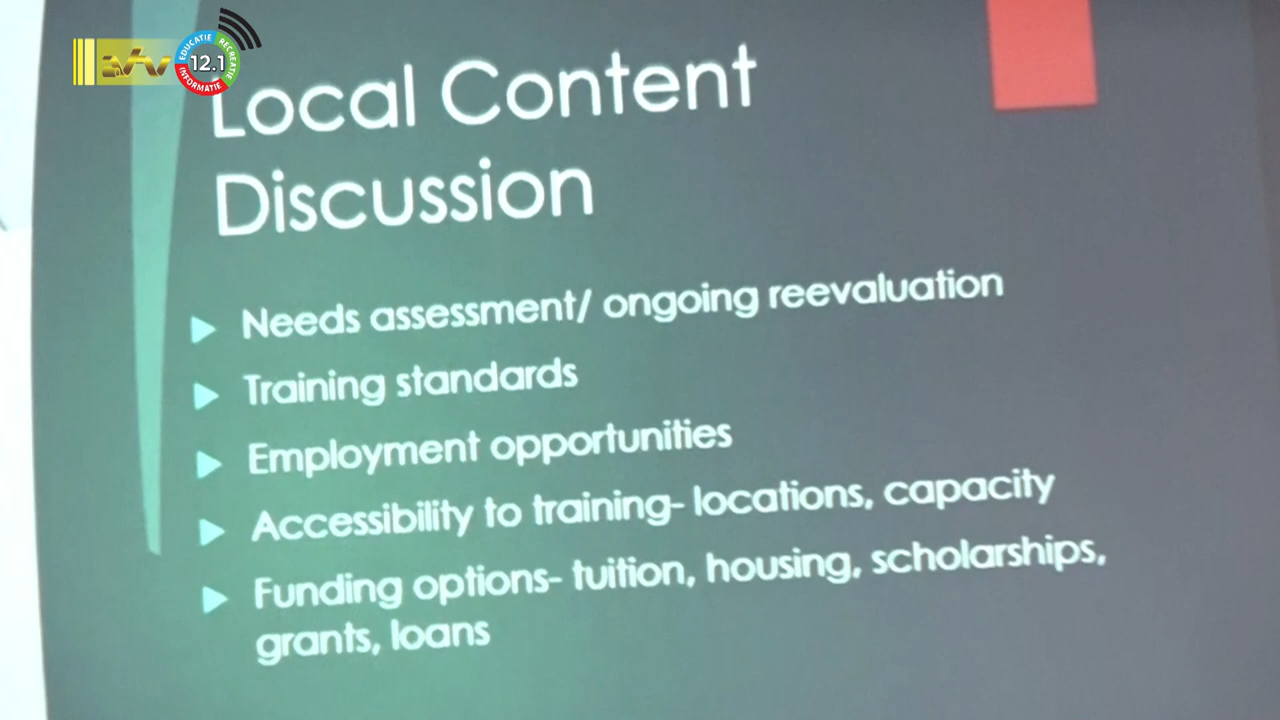 ATV
EDUCATIE
RECREATIE
INFORMATIE
12.1
Local Content
Discussion
Needs assessment/ ongoing reevaluation
Training standards
Employment opportunities
Accessibility to training- locations, capacity
Funding options- tuition, housing, scholarships,
grants, loans